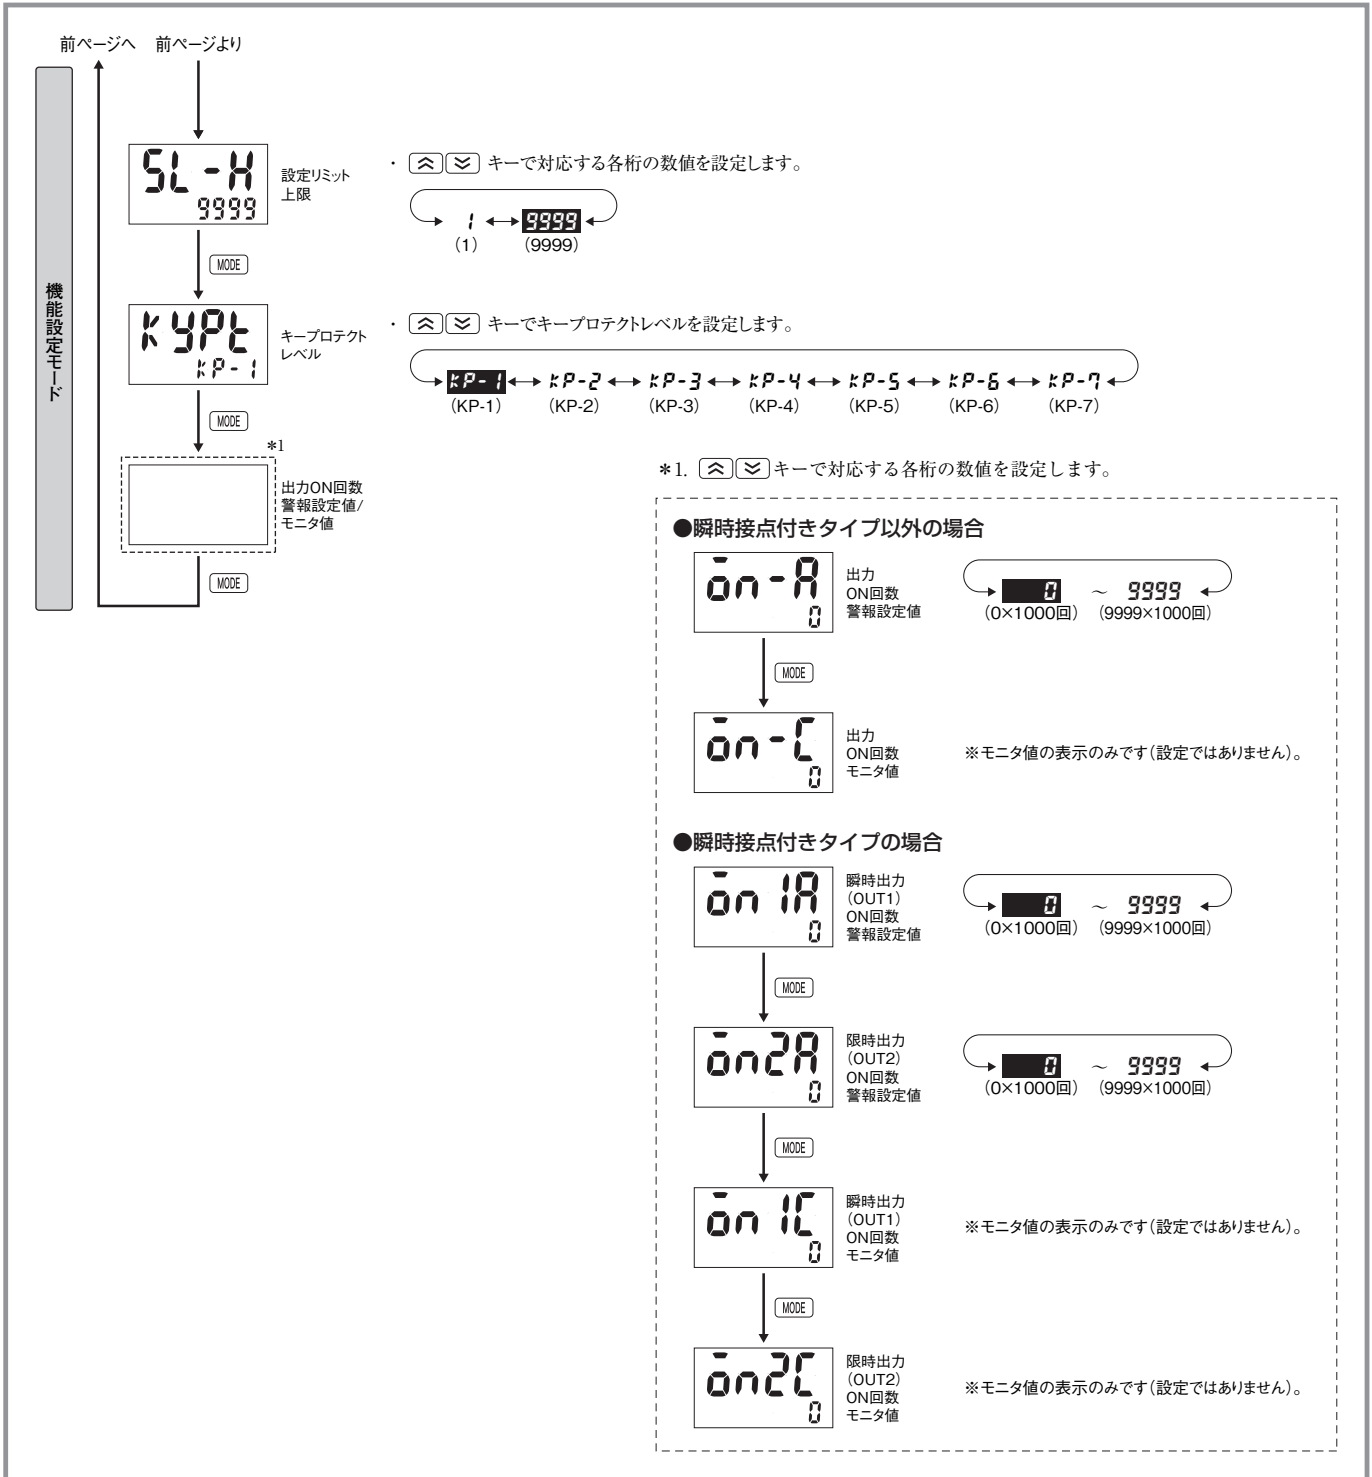 前ページへ 前ページより
機能設定モード
SL-H
9999
設定リミット
上限
・ キーで対応する各桁の数値を設定します。
1 9999
(1) (9999)
MODE
KYPt
KP-1
キープロテクト
レベル
・ キーでキープロテクトレベルを設定します。
KP-1 KP-2 KP-3 KP-4 KP-5 KP-6 KP-7
(KP-1) (KP-2) (KP-3) (KP-4) (KP-5) (KP-6) (KP-7)
MODE
*1
出力ON回数
警報設定値/
モニタ値
MODE
*1. キーで対応する各桁の数値を設定します。
●瞬時接点付きタイプ以外の場合
on-A
0
出力
ON回数
警報設定値
0 ～ 9999
(0×1000回) (9999×1000回)
MODE
on-C
0
出力
ON回数
モニタ値
※モニタ値の表示のみです(設定ではありません)。
●瞬時接点付きタイプの場合
on1A
0
瞬時出力
(OUT1)
ON回数
警報設定値
0 ～ 9999
(0×1000回) (9999×1000回)
MODE
on2A
0
限時出力
(OUT2)
ON回数
警報設定値
0 ～ 9999
(0×1000回) (9999×1000回)
MODE
on1C
0
瞬時出力
(OUT1)
ON回数
モニタ値
※モニタ値の表示のみです(設定ではありません)。
MODE
on2C
0
限時出力
(OUT2)
ON回数
モニタ値
※モニタ値の表示のみです(設定ではありません)。